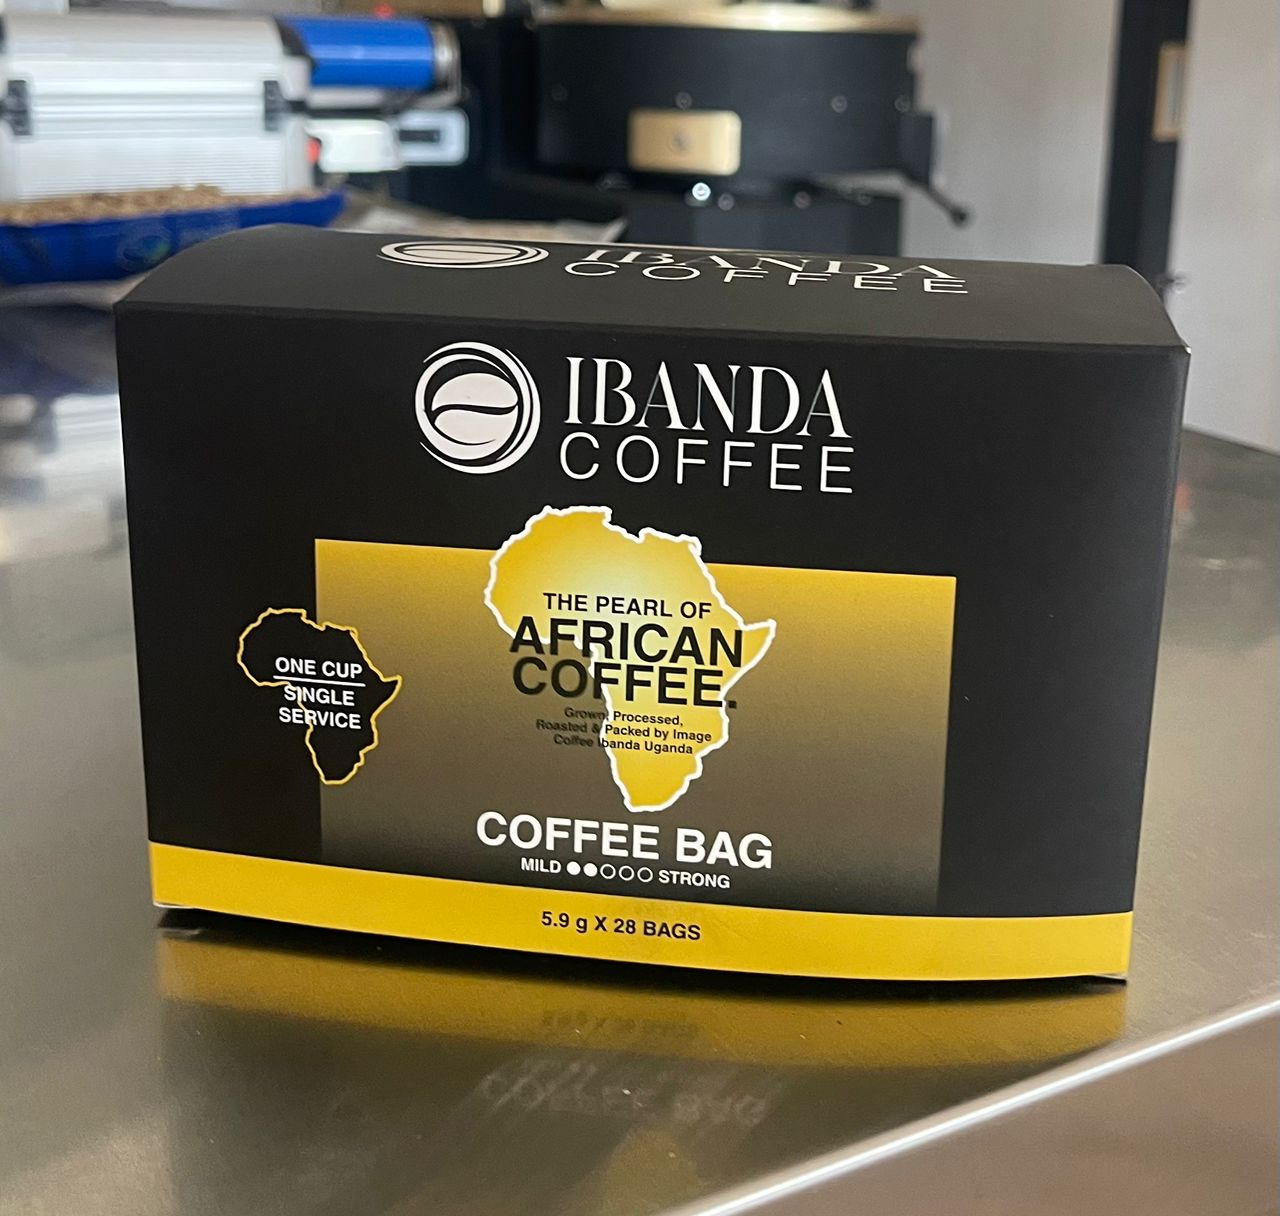 IBANDA
COFFEE
IBANDA
COFFEE
THE PEARL OF
AFRICAN
COFFEE.
Grown, Processed,
Roasted & Packed by Image
Coffee Ibanda Uganda
ONE CUP
SINGLE
SERVICE
COFFEE BAG
MILD STRONG
5.9 g X 28 BAGS